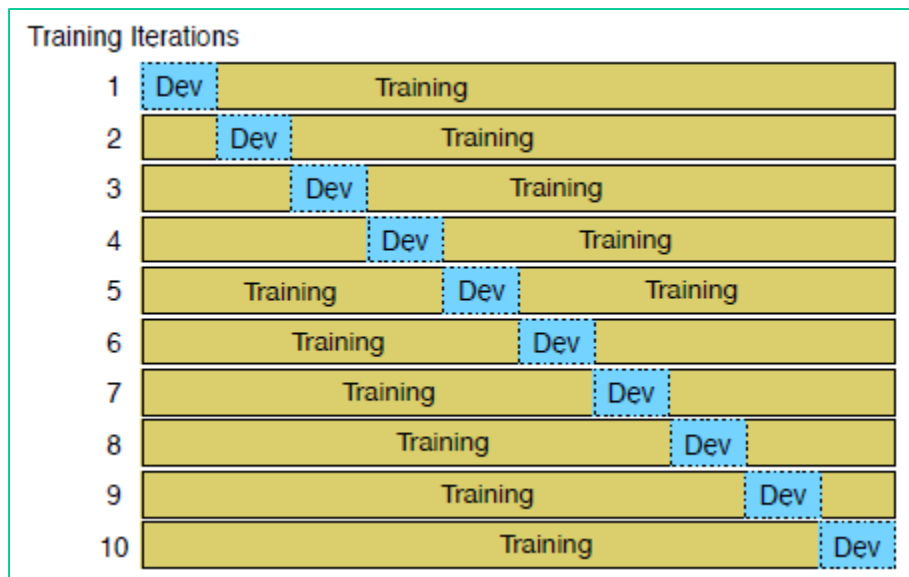 Training Iterations
1 Dev Training
2 Dev Training
3 Dev Training
4 Dev Training
5 Training Dev Training
6 Training Dev
7 Training Dev
8 Training Dev
9 Training Dev
10 Training Dev